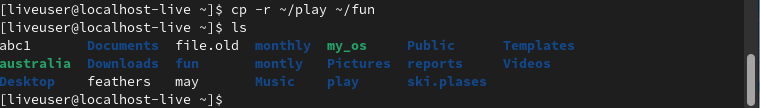 [liveuser@localhost-live ~]$ cp -r ~/play ~/fun
[liveuser@localhost-live ~]$ ls
abc1 Documents file.old monthly my_os Public Templates
australia Downloads fun montly Pictures reports Videos
Desktop feathers may Music play ski.plases
[liveuser@localhost-live ~]$